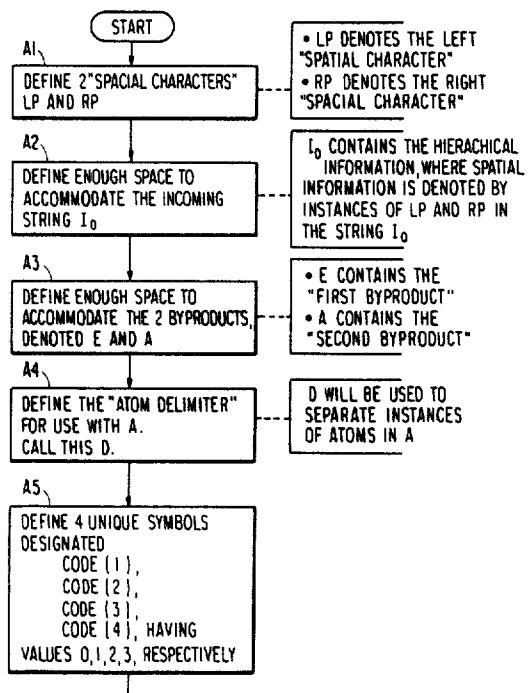 START
A1
DEFINE 2 "SPACIAL CHARACTERS"
LP AND RP
• LP DENOTES THE LEFT
"SPATIAL CHARACTER"
• RP DENOTES THE RIGHT
"SPACIAL CHARACTER"
A2
DEFINE ENOUGH SPACE TO
ACCOMMODATE THE INCOMING
STRING I₀
I₀ CONTAINS THE HIERACHICAL
INFORMATION, WHERE SPATIAL
INFORMATION IS DENOTED BY
INSTANCES OF LP AND RP IN
THE STRING I₀
A3
DEFINE ENOUGH SPACE TO
ACCOMMODATE THE 2 BYPRODUCTS,
DENOTED E AND A
• E CONTAINS THE
"FIRST BYPRODUCT"
• A CONTAINS THE
"SECOND BYPRODUCT"
A4
DEFINE THE "ATOM DELIMITER"
FOR USE WITH A.
CALL THIS D.
D WILL BE USED TO
SEPARATE INSTANCES
OF ATOMS IN A
A5
DEFINE 4 UNIQUE SYMBOLS
DESIGNATED
CODE (1),
CODE (2),
CODE (3),
CODE (4), HAVING
VALUES 0,1,2,3, RESPECTIVELY